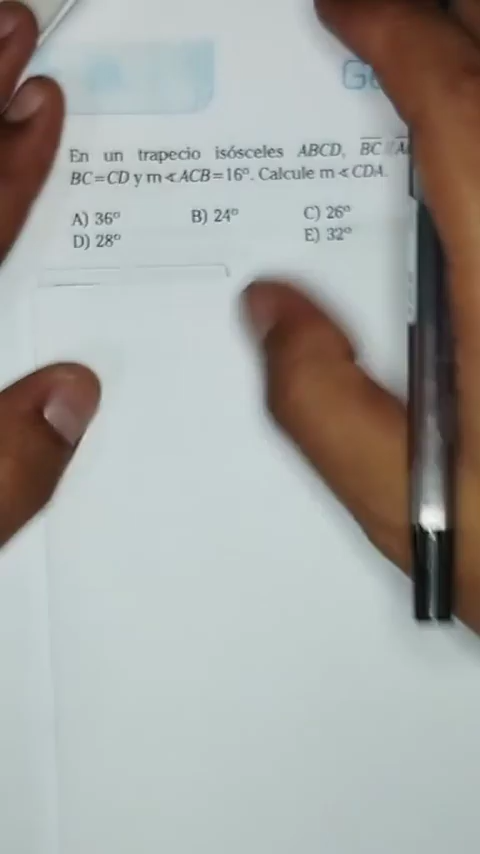 En un trapecio isósceles ABCD, BC //
BC=CD y m∢ACB=16°. Calcule m∢CDA.
A) 36° B) 24° C) 26°
D) 28° E) 32°